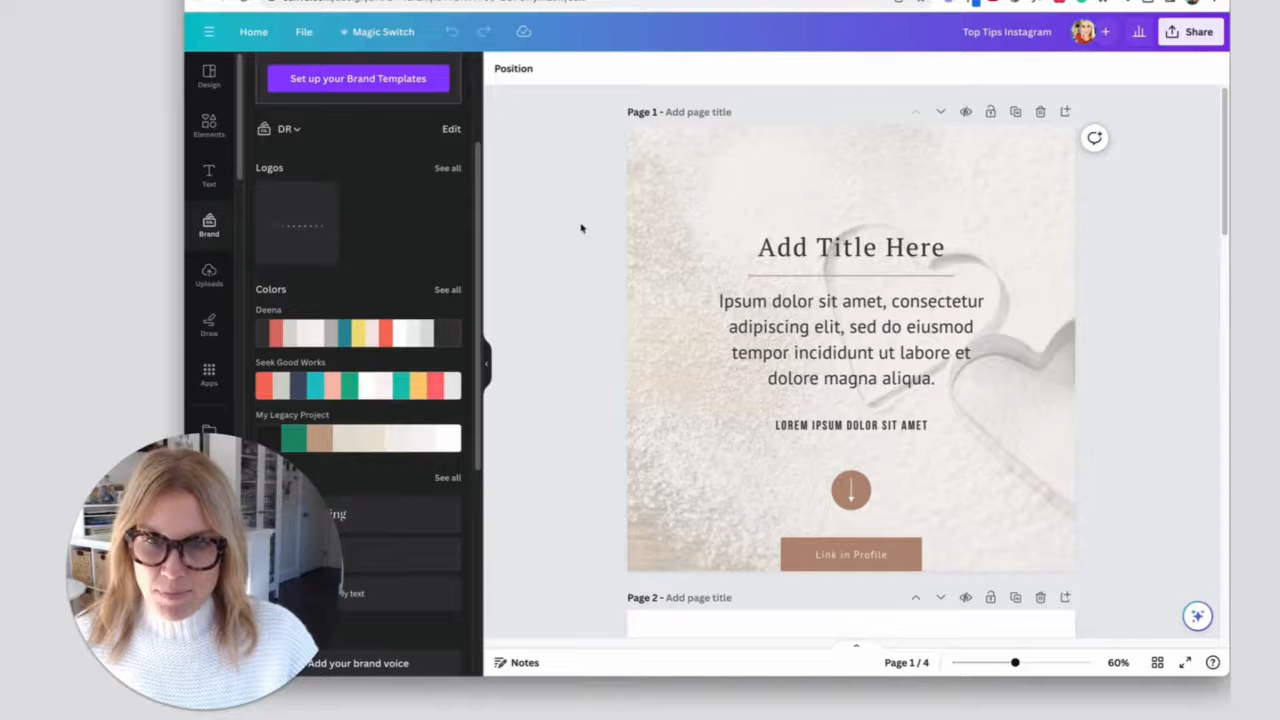 Home
File
Magic Switch
Top Tips Instagram
Share
Design
Elements
Text
Brand
Uploads
Draw
Apps
Set up your Brand Templates
DR
Edit
Logos
See all
Colors
See all
Deena
Seek Good Works
My Legacy Project
See all
Add your brand voice
Position
Page 1 - Add page title
Add Title Here
Ipsum dolor sit amet, consectetur
adipiscing elit, sed do eiusmod
tempor incididunt ut labore et
dolore magna aliqua.
LOREM IPSUM DOLOR SIT AMET
Link in Profile
Page 2 - Add page title
Notes
Page 1 / 4
60%